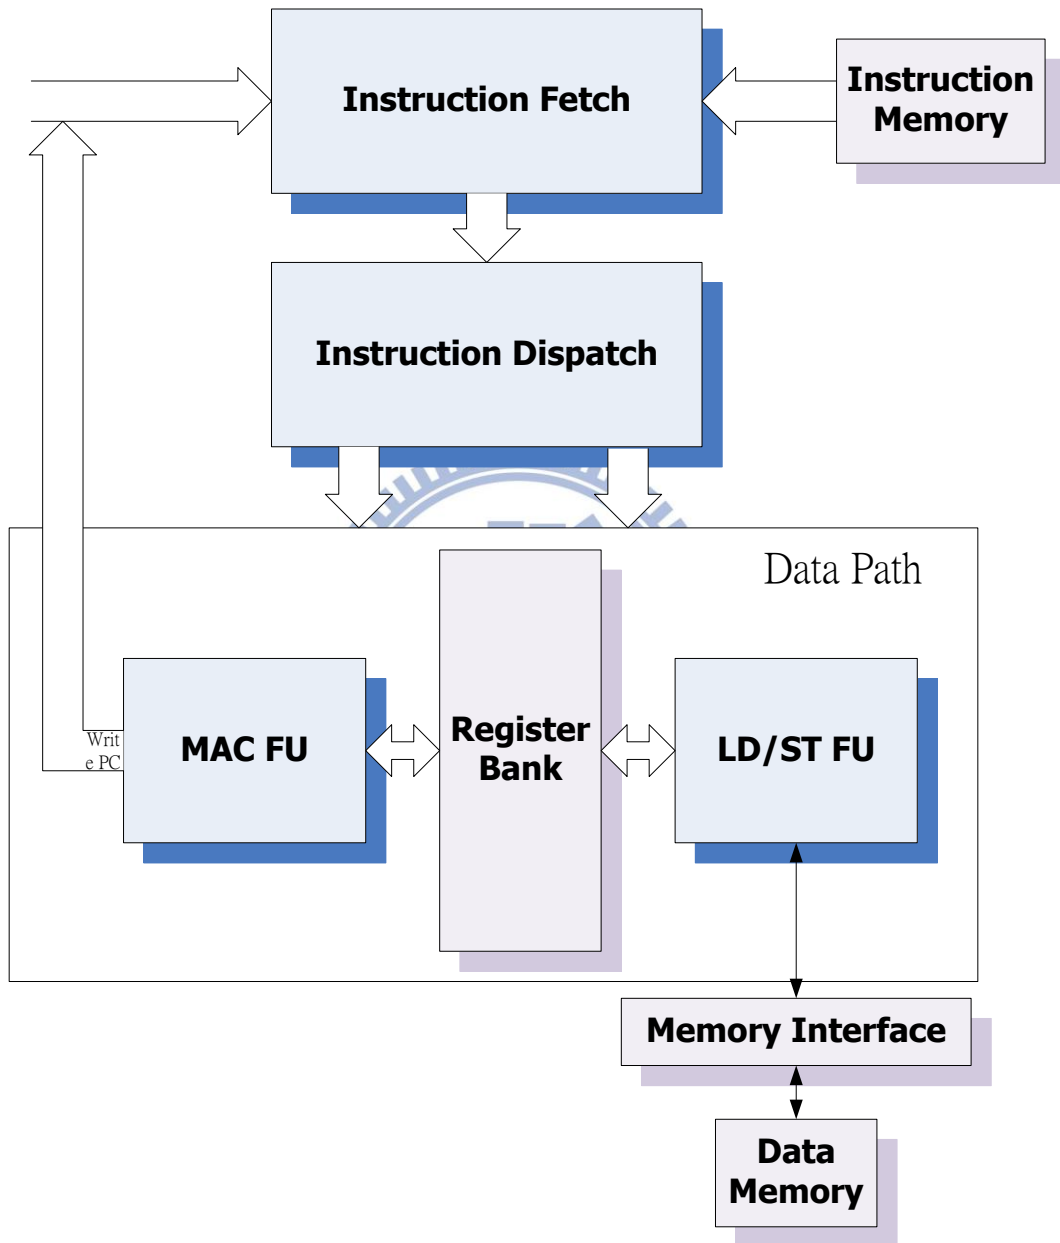 Instruction Fetch
Instruction
Memory
Instruction Dispatch
Data Path
Writ
e PC
MAC FU
Register
Bank
LD/ST FU
Memory Interface
Data
Memory